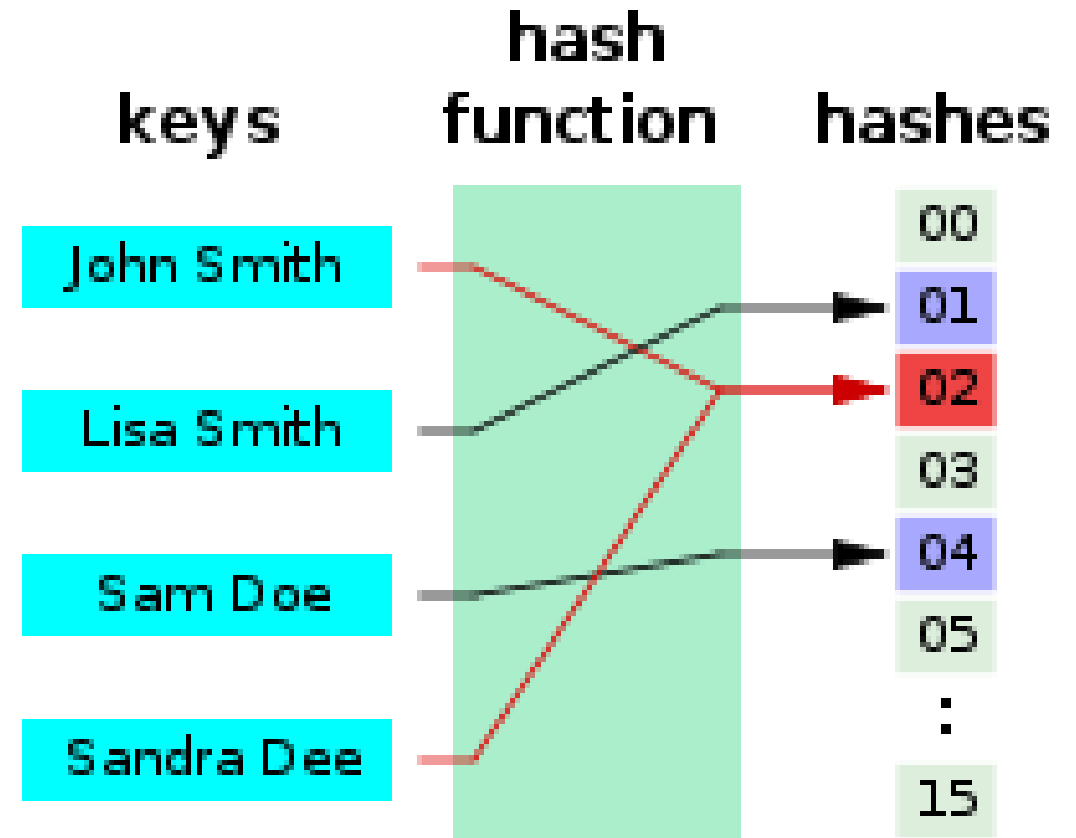 keys
hash
function
hashes
John Smith
Lisa Smith
Sam Doe
Sandra Dee
00
01
02
03
04
05
:
15